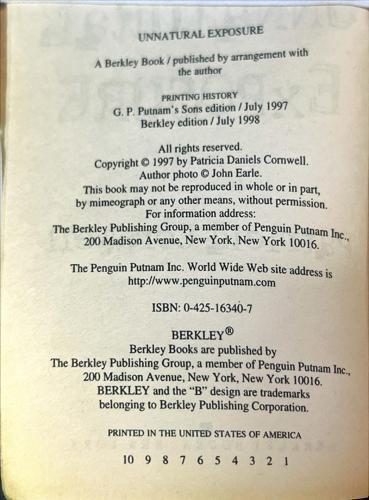 UNNATURAL EXPOSURE
A Berkley Book / published by arrangement with
the author
PRINTING HISTORY
G. P. Putnam's Sons edition / July 1997
Berkley edition / July 1998
All rights reserved.
Copyright © 1997 by Patricia Daniels Cornwell.
Author photo © John Earle.
This book may not be reproduced in whole or in part,
by mimeograph or any other means, without permission.
For information address:
The Berkley Publishing Group, a member of Penguin Putnam Inc.,
200 Madison Avenue, New York, New York 10016.
The Penguin Putnam Inc. World Wide Web site address is
http://www.penguinputnam.com
ISBN: 0-425-16340-7
BERKLEY®
Berkley Books are published by
The Berkley Publishing Group, a member of Penguin Putnam Inc.,
200 Madison Avenue, New York, New York 10016.
BERKLEY and the “B” design are trademarks
belonging to Berkley Publishing Corporation.
PRINTED IN THE UNITED STATES OF AMERICA
10 9 8 7 6 5 4 3 2 1